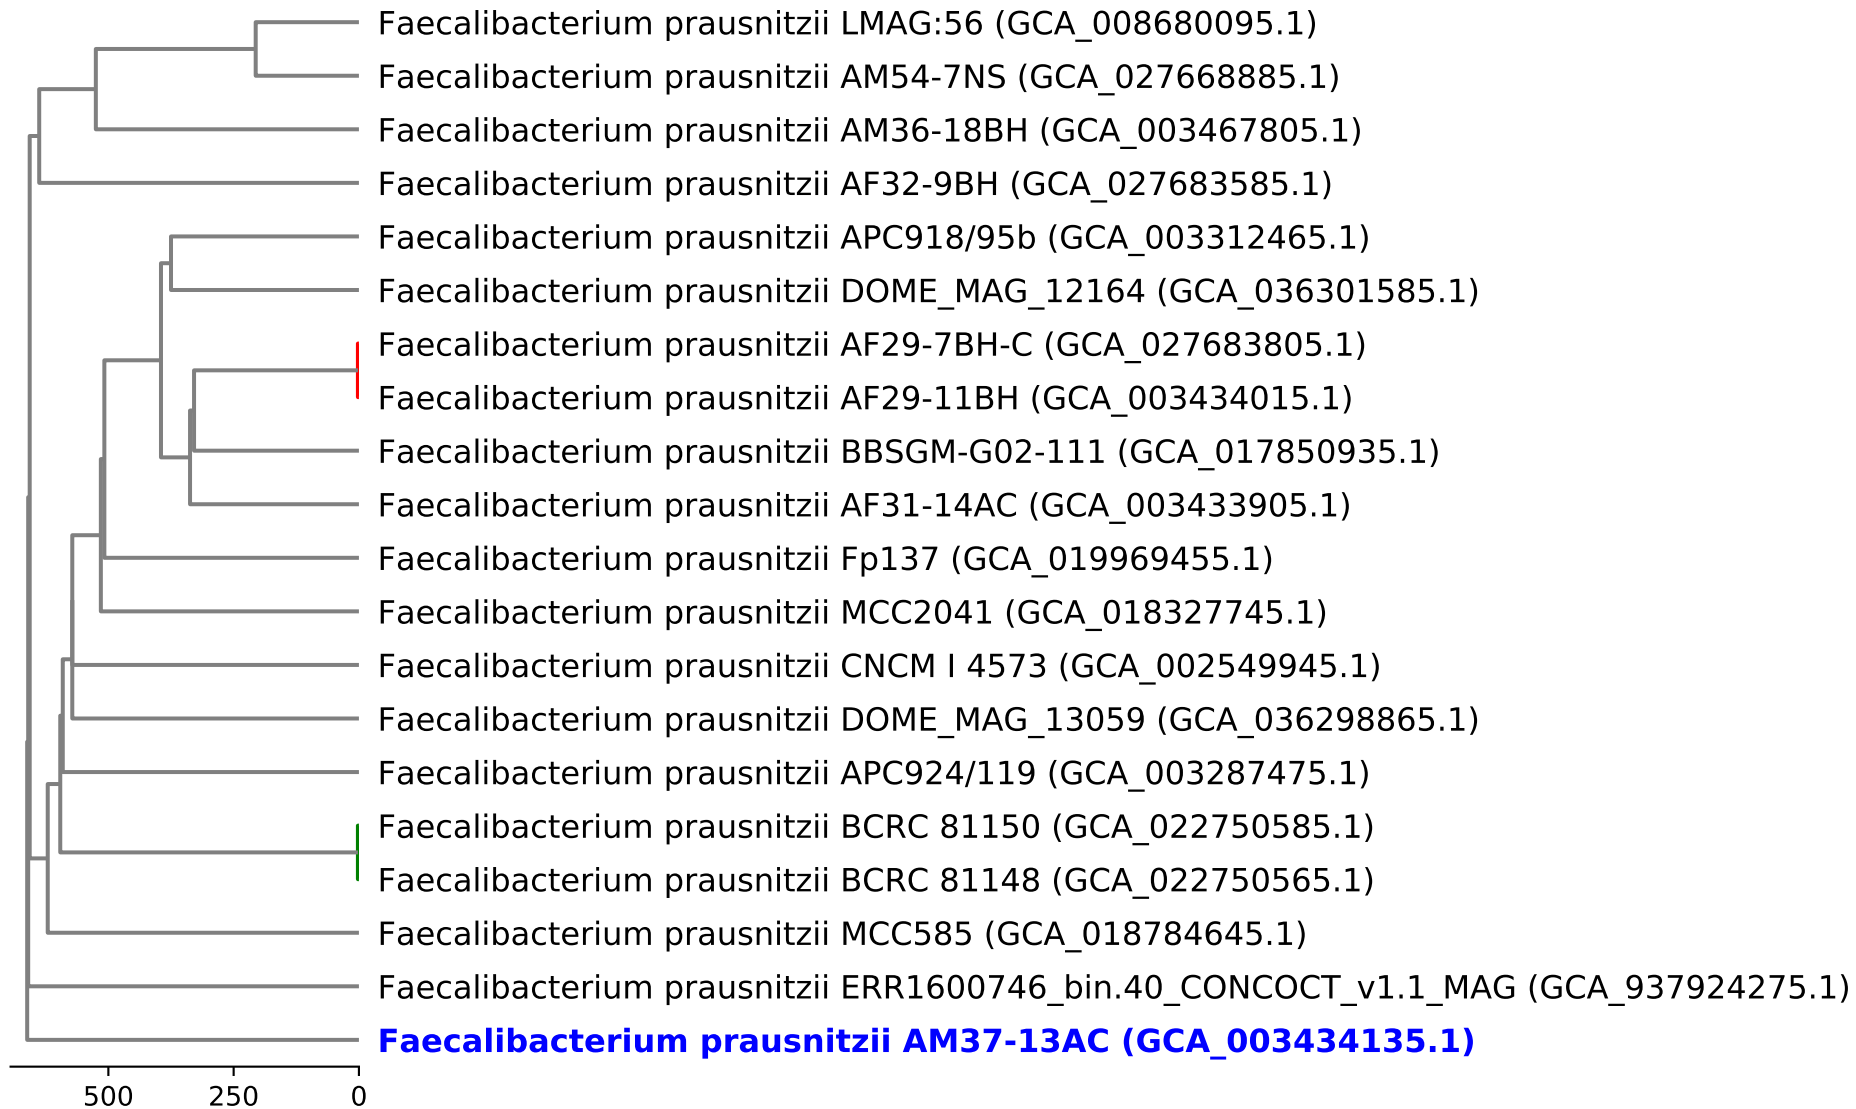 Faecalibacterium prausnitzii LMAG:56 (GCA_008680095.1)
Faecalibacterium prausnitzii AM54-7NS (GCA_027668885.1)
Faecalibacterium prausnitzii AM36-18BH (GCA_003467805.1)
Faecalibacterium prausnitzii AF32-9BH (GCA_027683585.1)
Faecalibacterium prausnitzii APC918/95b (GCA_003312465.1)
Faecalibacterium prausnitzii DOME_MAG_12164 (GCA_036301585.1)
Faecalibacterium prausnitzii AF29-7BH-C (GCA_027683805.1)
Faecalibacterium prausnitzii AF29-11BH (GCA_003434015.1)
Faecalibacterium prausnitzii BBSGM-G02-111 (GCA_017850935.1)
Faecalibacterium prausnitzii AF31-14AC (GCA_003433905.1)
Faecalibacterium prausnitzii Fp137 (GCA_019969455.1)
Faecalibacterium prausnitzii MCC2041 (GCA_018327745.1)
Faecalibacterium prausnitzii CNCM I 4573 (GCA_002549945.1)
Faecalibacterium prausnitzii DOME_MAG_13059 (GCA_036298865.1)
Faecalibacterium prausnitzii APC924/119 (GCA_003287475.1)
Faecalibacterium prausnitzii BCRC 81150 (GCA_022750585.1)
Faecalibacterium prausnitzii BCRC 81148 (GCA_022750565.1)
Faecalibacterium prausnitzii MCC585 (GCA_018784645.1)
Faecalibacterium prausnitzii ERR1600746_bin.40_CONCOCT_v1.1_MAG (GCA_937924275.1)
Faecalibacterium prausnitzii AM37-13AC (GCA_003434135.1)
500 250 0